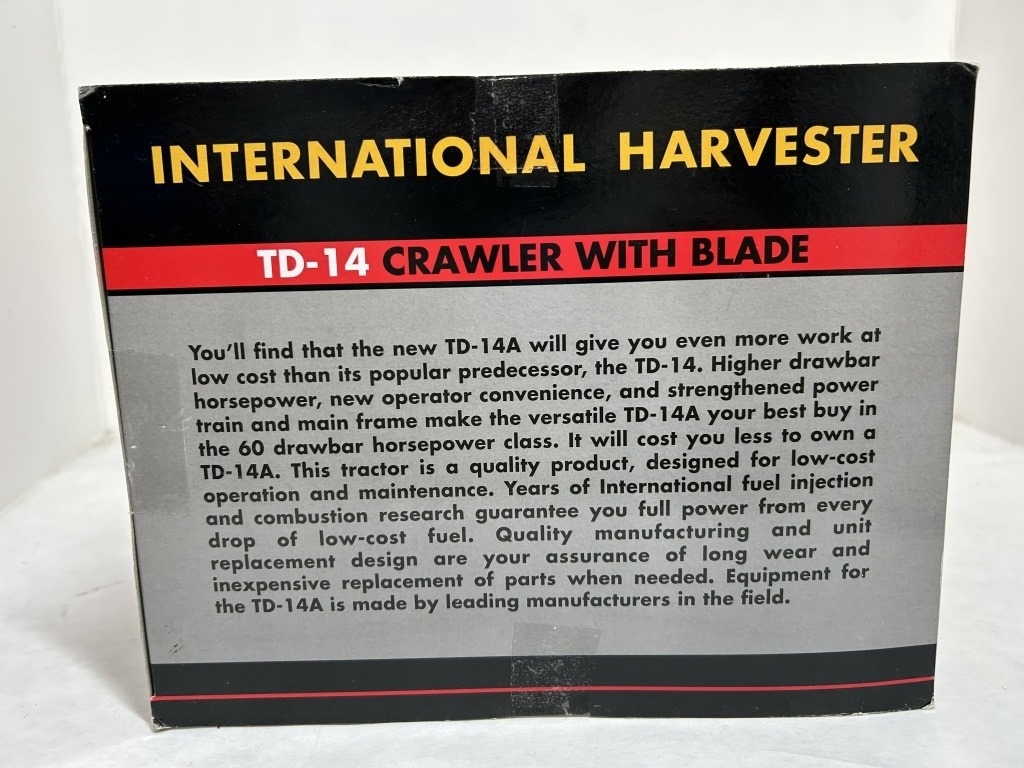 INTERNATIONAL HARVESTER
TD-14 CRAWLER WITH BLADE
You'll find that the new TD-14A will give you even more work at
low cost than its popular predecessor, the TD-14. Higher drawbar
horsepower, new operator convenience, and strengthened power
train and main frame make the versatile TD-14A your best buy in
the 60 drawbar horsepower class. It will cost you less to own a
TD-14A. This tractor is a quality product, designed for low-cost
operation and maintenance. Years of International fuel injection
and combustion research guarantee you full power from every
drop of low-cost fuel. Quality manufacturing and unit
replacement design are your assurance of long wear and
inexpensive replacement of parts when needed. Equipment for
the TD-14A is made by leading manufacturers in the field.